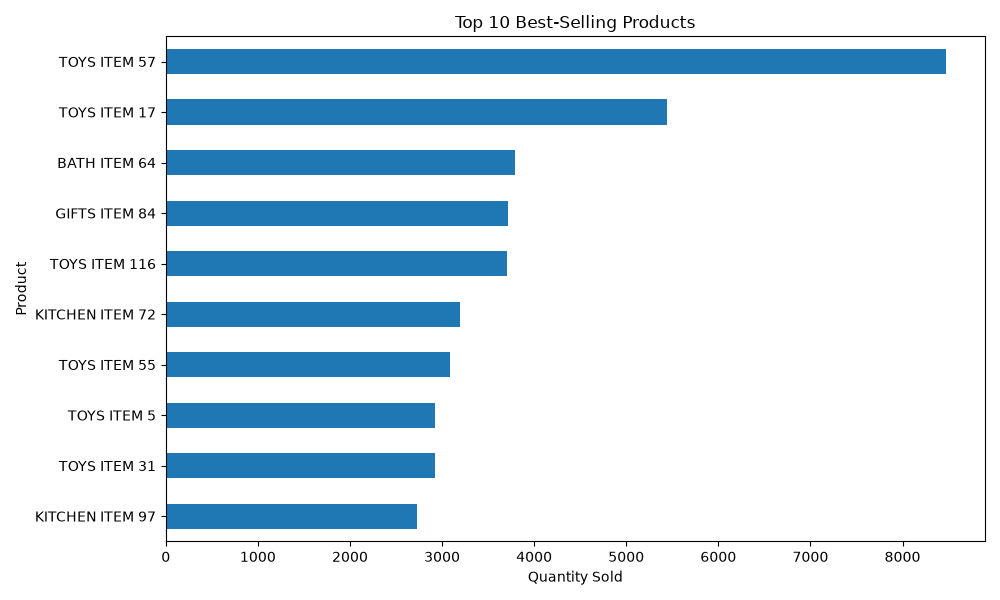 Top 10 Best-Selling Products
Product
TOYS ITEM 57
TOYS ITEM 17
BATH ITEM 64
GIFTS ITEM 84
TOYS ITEM 116
KITCHEN ITEM 72
TOYS ITEM 55
TOYS ITEM 5
TOYS ITEM 31
KITCHEN ITEM 97
0 1000 2000 3000 4000 5000 6000 7000 8000
Quantity Sold